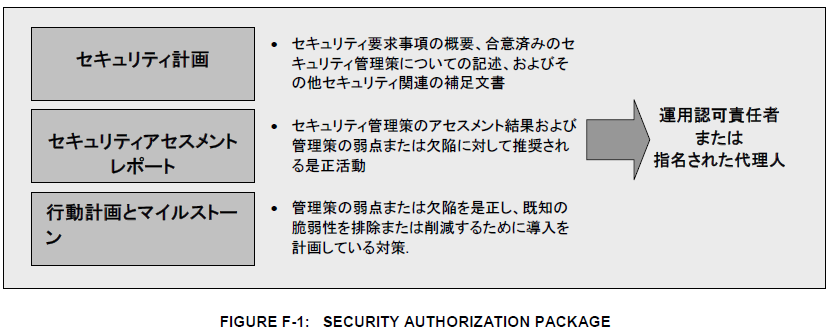 セキュリティ計画
• セキュリティ要求事項の概要、合意済みのセ
キュリティ管理策についての記述、およびそ
の他セキュリティ関連の補足文書
セキュリティアセスメント
レポート
• セキュリティ管理策のアセスメント結果および
管理策の弱点または欠陥に対して推奨され
る是正活動
行動計画とマイルストー
ン
• 管理策の弱点または欠陥を是正し、既知の
脆弱性を排除または削減するために導入を
計画している対策.
運用認可責任者
または
指名された代理人
FIGURE F-1: SECURITY AUTHORIZATION PACKAGE